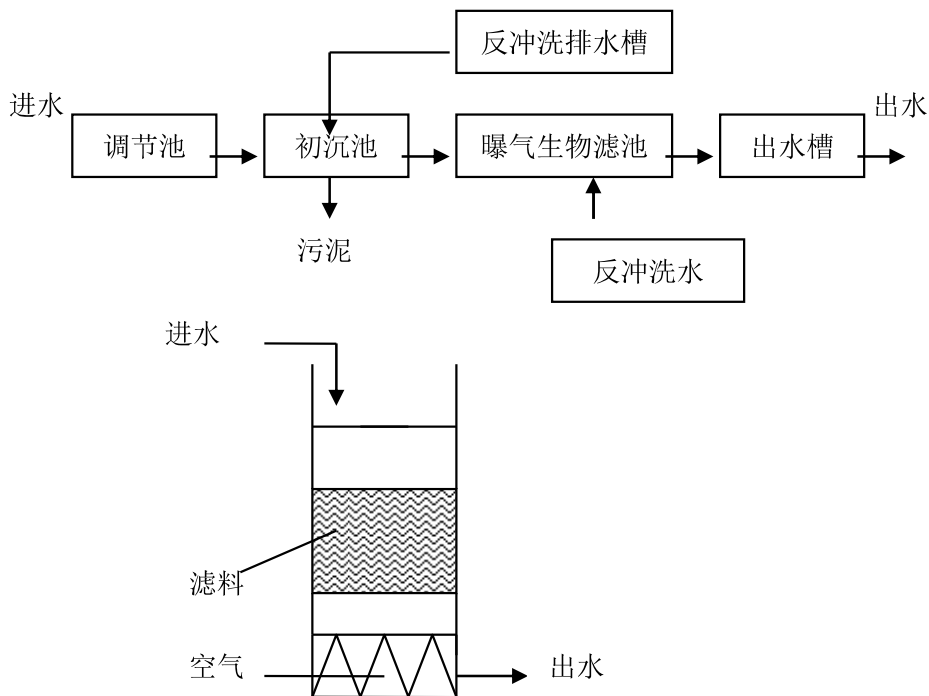 反冲洗排水槽
进水
出水
调节池
初沉池
曝气生物滤池
出水槽
污泥
反冲洗水
进水
滤料
空气
出水